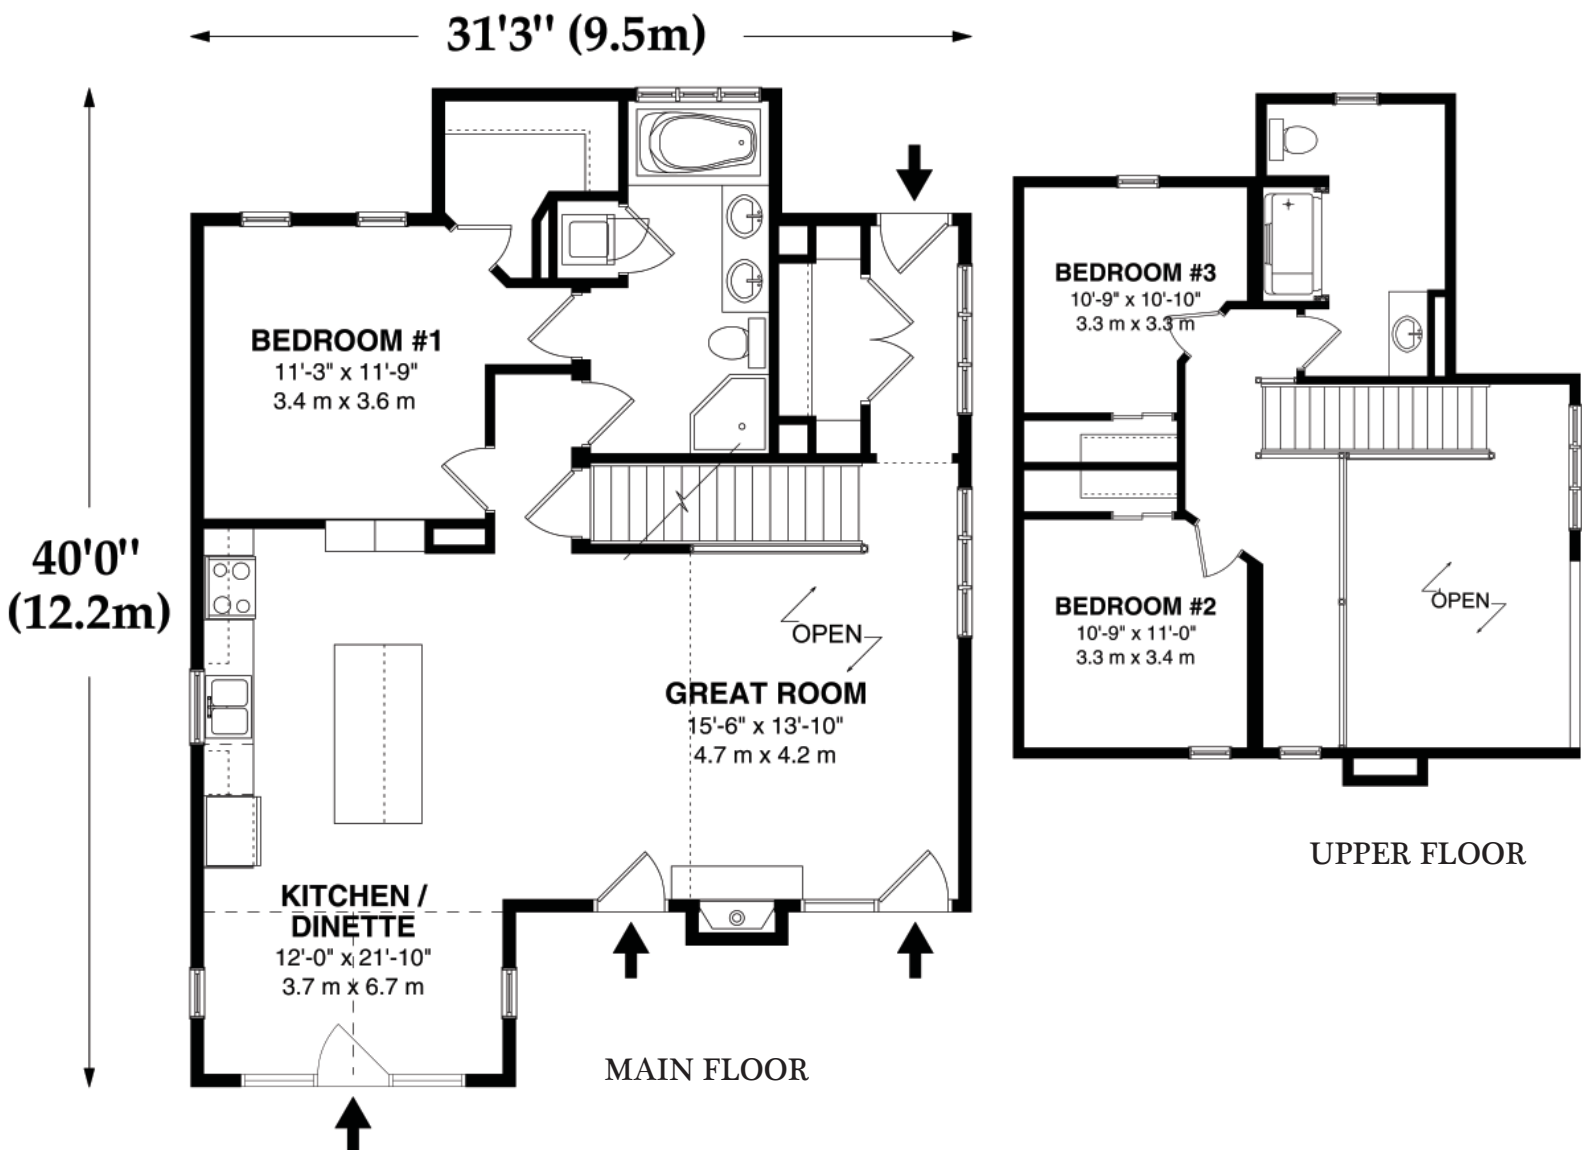 31'3" (9.5m)
40'0"
(12.2m)
BEDROOM #1
11'-3" x 11'-9"
3.4 m x 3.6 m
OPEN
GREAT ROOM
15'-6" x 13'-10"
4.7 m x 4.2 m
KITCHEN /
DINETTE
12'-0" x 21'-10"
3.7 m x 6.7 m
MAIN FLOOR
BEDROOM #3
10'-9" x 10'-10"
3.3 m x 3.3 m
BEDROOM #2
10'-9" x 11'-0"
3.3 m x 3.4 m
OPEN
UPPER FLOOR